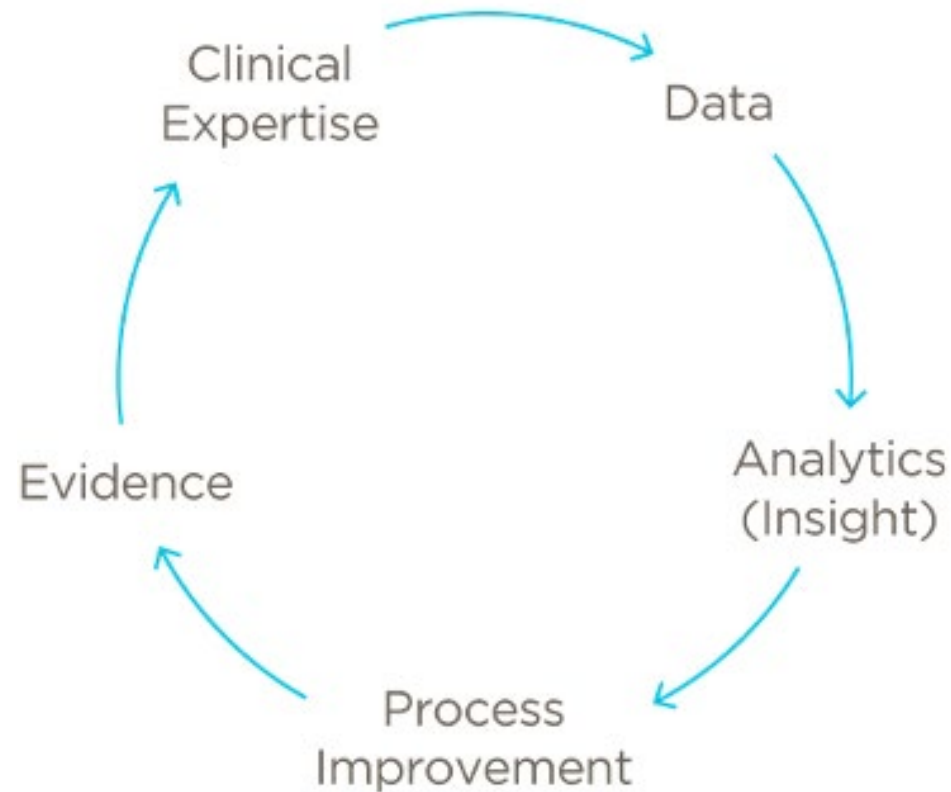 Clinical
Expertise
Data
Analytics
(Insight)
Process
Improvement
Evidence